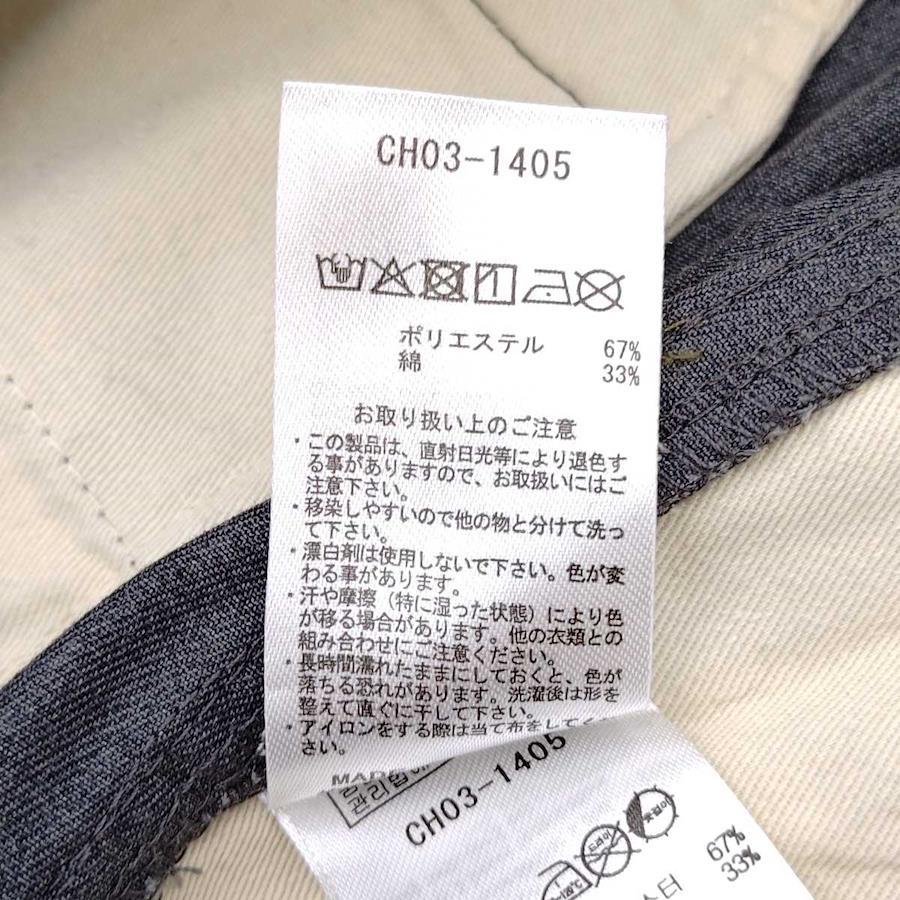 CH03-1405
ポリエステル 67%
綿 33%
お取り扱い上のご注意
・この製品は、直射日光等により退色す
る事がありますので、お取扱いにはご
注意下さい。
・移染しやすいので他の物と分けて洗っ
て下さい。
・漂白剤は使用しないで下さい。色が変
わる事があります。
・汗や摩擦（特に湿った状態）により色
が移る場合があります。他の衣類との
組み合わせにご注意ください。
・長時間濡れたままにしておくと、色が
落ちる恐れがあります。洗濯後は形を
整えて直ぐに干して下さい。
・アイロンをする際は当て布をしてくだ
さい。
MAD
관리법
CH03-1405
드라이
67%
스터 33%